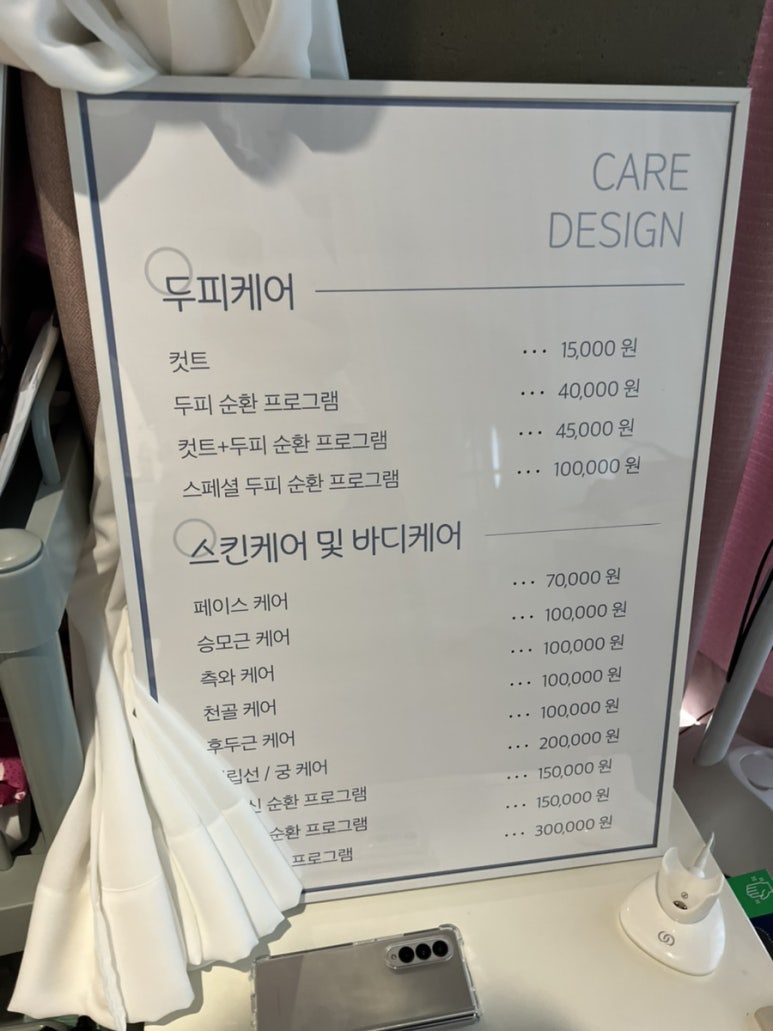 CARE
DESIGN
두피케어
컷트 ... 15,000 원
두피 순환 프로그램 ... 40,000 원
컷트+두피 순환 프로그램 ... 45,000 원
스페셜 두피 순환 프로그램 ... 100,000 원
스킨케어 및 바디케어
페이스 케어 ... 70,000 원
승모근 케어 ... 100,000 원
측와 케어 ... 100,000 원
천골 케어 ... 100,000 원
후두근 케어 ... 100,000 원
립선 / 궁 케어 ... 200,000 원
신 순환 프로그램 ... 150,000 원
순환 프로그램 ... 150,000 원
프로그램 ... 300,000 원